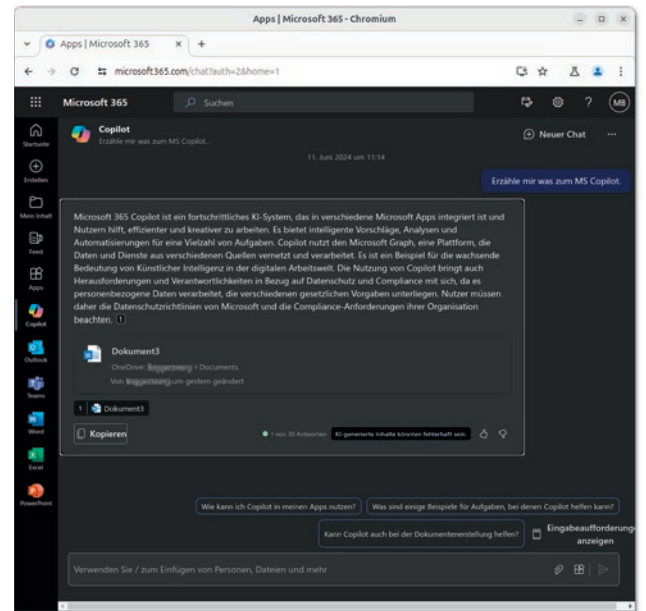 Apps | Microsoft 365 - Chromium
Apps | Microsoft 365
microsoft365.com/chat?auth=2&home=1
Microsoft 365
Suchen
MB
Startseite
Erstellen
Mein Inhalt
Feed
Apps
Copilot
Outlook
Teams
Word
Excel
PowerPoint
Copilot
Erzähle mir was zum MS Copilot...
Neuer Chat
11. Juni 2024 um 11:14
Erzähle mir was zum MS Copilot.
Microsoft 365 Copilot ist ein fortschrittliches KI-System, das in verschiedene Microsoft Apps integriert ist und
Nutzern hilft, effizienter und kreativer zu arbeiten. Es bietet intelligente Vorschläge, Analysen und
Automatisierungen für eine Vielzahl von Aufgaben. Copilot nutzt den Microsoft Graph, eine Plattform, die
Daten und Dienste aus verschiedenen Quellen vernetzt und verarbeitet. Es ist ein Beispiel für die wachsende
Bedeutung von Künstlicher Intelligenz in der digitalen Arbeitswelt. Die Nutzung von Copilot bringt auch
Herausforderungen und Verantwortlichkeiten in Bezug auf Datenschutz und Compliance mit sich, da es
personenbezogene Daten verarbeitet, die verschiedenen gesetzlichen Vorgaben unterliegen. Nutzer müssen
daher die Datenschutzrichtlinien von Microsoft und die Compliance-Anforderungen ihrer Organisation
beachten. 1
Dokument3
OneDrive: > Documents
Von um gestern geändert
1 Dokument3
Kopieren
1 von 30 Antworten
KI-generierte Inhalte könnten fehlerhaft sein.
Wie kann ich Copilot in meinen Apps nutzen?
Was sind einige Beispiele für Aufgaben, bei denen Copilot helfen kann?
Kann Copilot auch bei der Dokumentenerstellung helfen?
Eingabeaufforderung
anzeigen
Verwenden Sie / zum Einfügen von Personen, Dateien und mehr